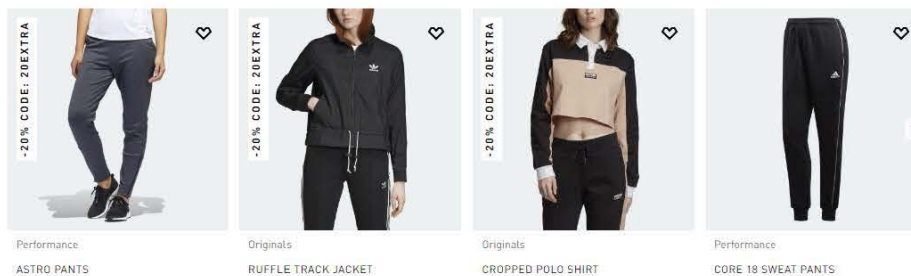 -20% CODE: 20EXTRA
-20% CODE: 20EXTRA
-20% CODE: 20EXTRA
Performance
ASTRO PANTS
Originals
RUFFLE TRACK JACKET
Originals
CROPPED POLO SHIRT
Performance
CORE 18 SWEAT PANTS